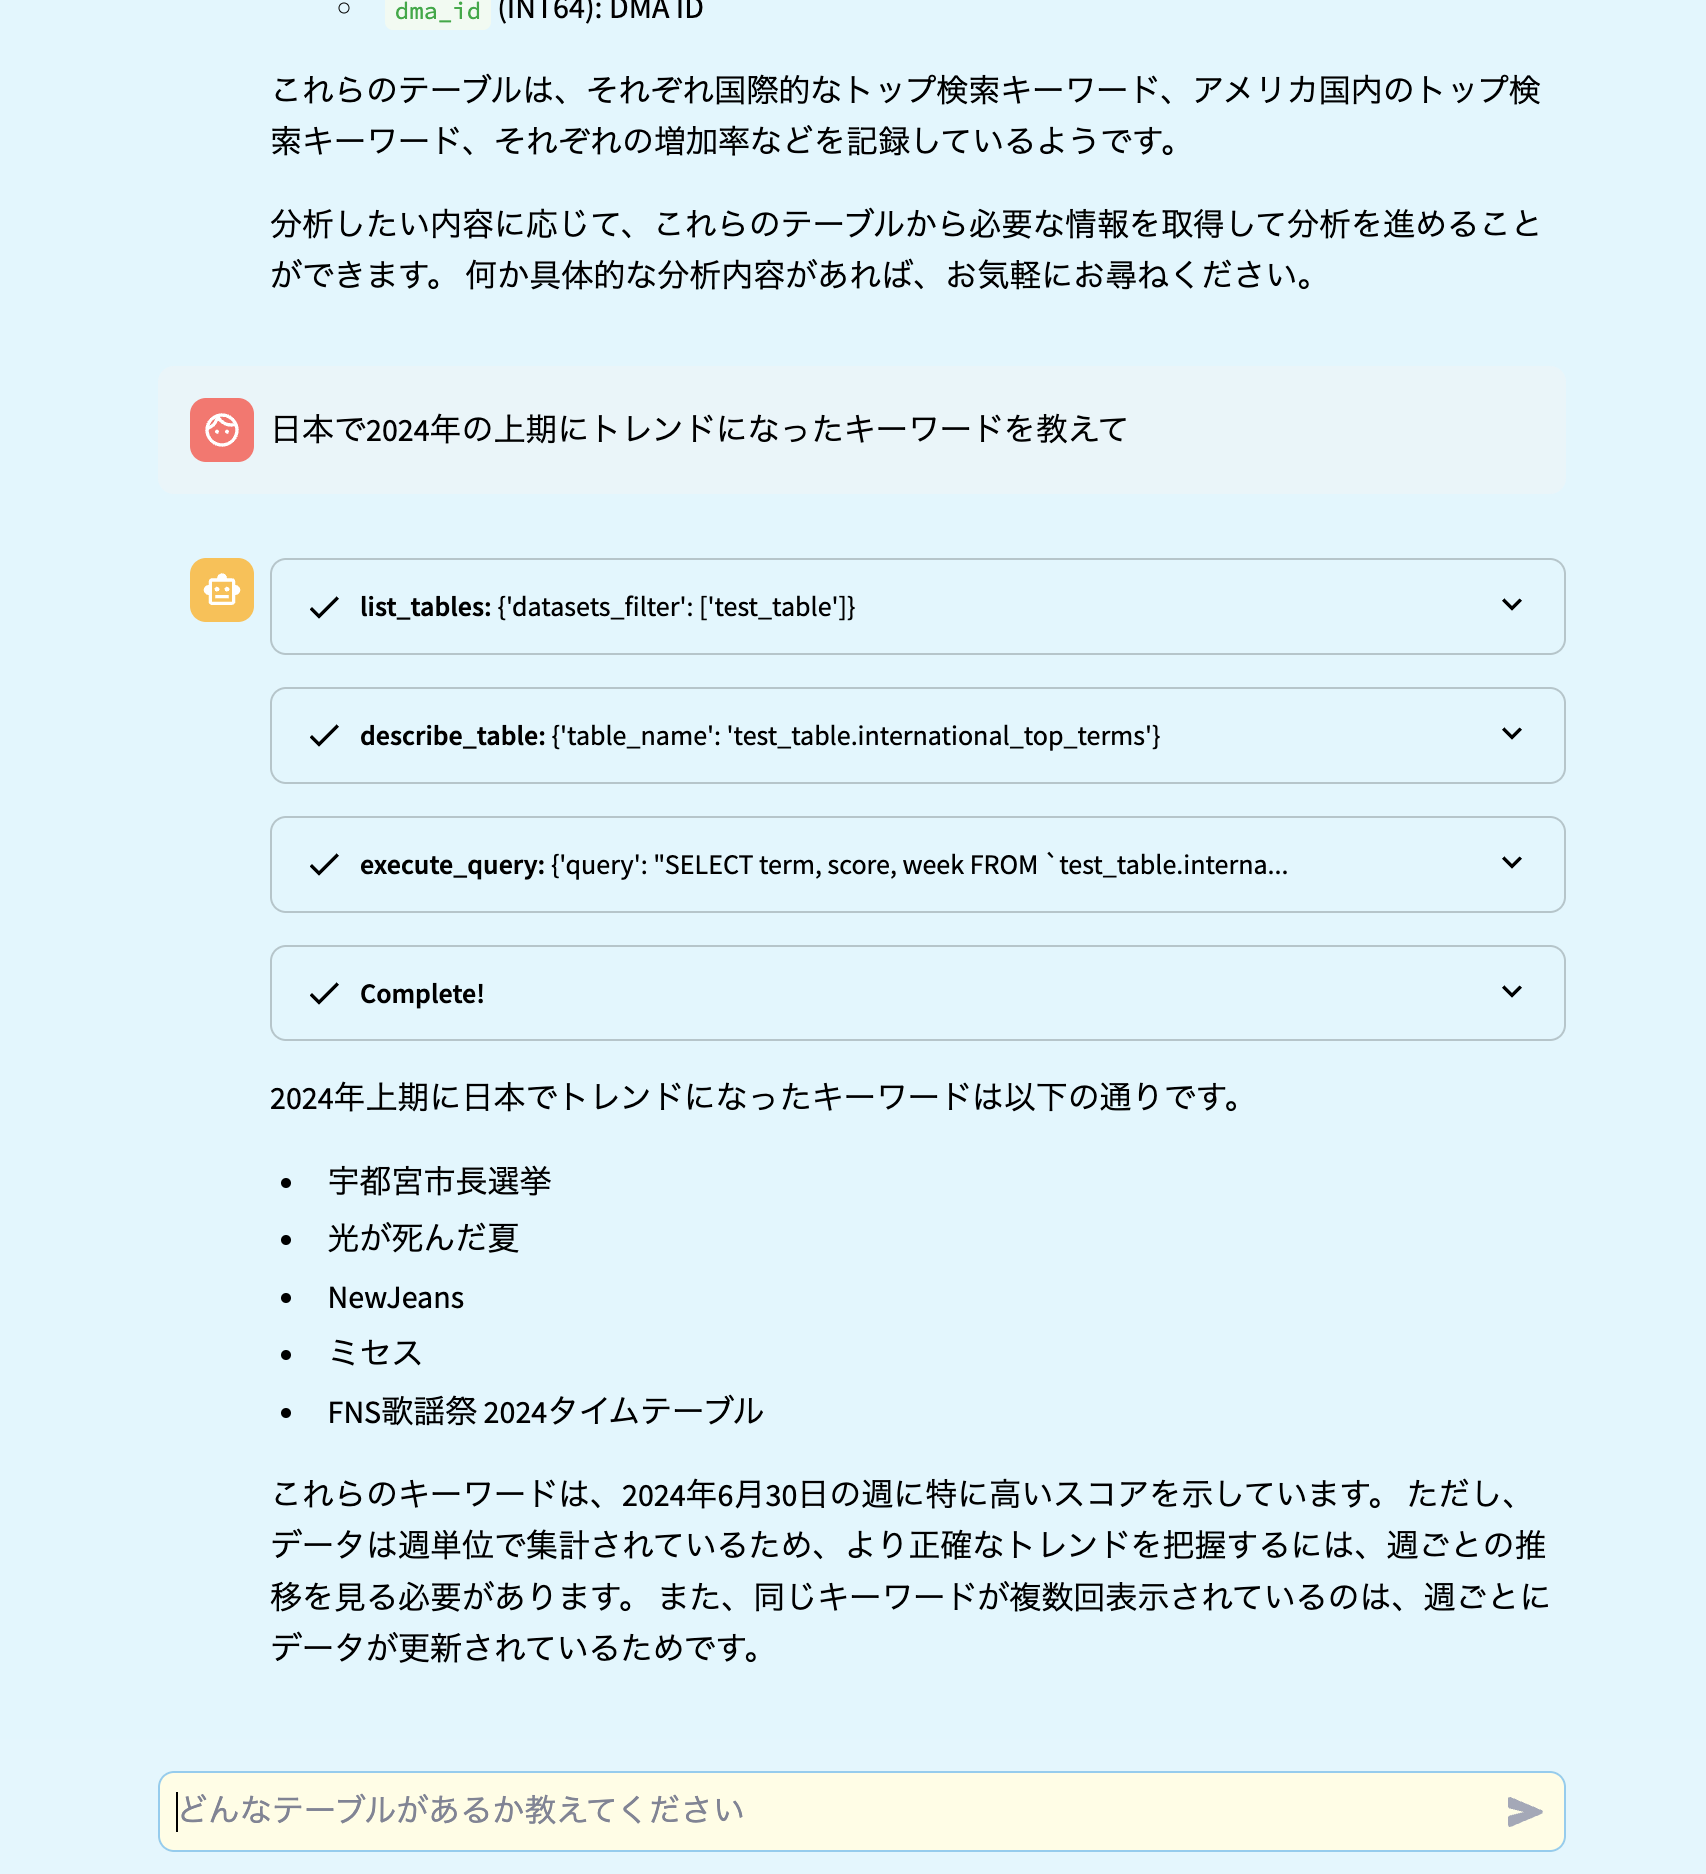 dma_id (INT64): DMA ID
これらのテーブルは、それぞれ国際的なトップ検索キーワード、アメリカ国内のトップ検
索キーワード、それぞれの増加率などを記録しているようです。
分析したい内容に応じて、これらのテーブルから必要な情報を取得して分析を進めること
ができます。 何か具体的な分析内容があれば、お気軽にお尋ねください。
日本で2024年の上期にトレンドになったキーワードを教えて
list_tables: {'datasets_filter': ['test_table']}
describe_table: {'table_name': 'test_table.international_top_terms'}
execute_query: {'query': "SELECT term, score, week FROM `test_table.interna...
Complete!
2024年上期に日本でトレンドになったキーワードは以下の通りです。
• 宇都宮市長選挙
• 光が死んだ夏
• NewJeans
• ミセス
• FNS歌謡祭 2024タイムテーブル
これらのキーワードは、2024年6月30日の週に特に高いスコアを示しています。 ただし、
データは週単位で集計されているため、より正確なトレンドを把握するには、週ごとの推
移を見る必要があります。 また、同じキーワードが複数回表示されているのは、週ごとに
データが更新されているためです。
どんなテーブルがあるか教えてください